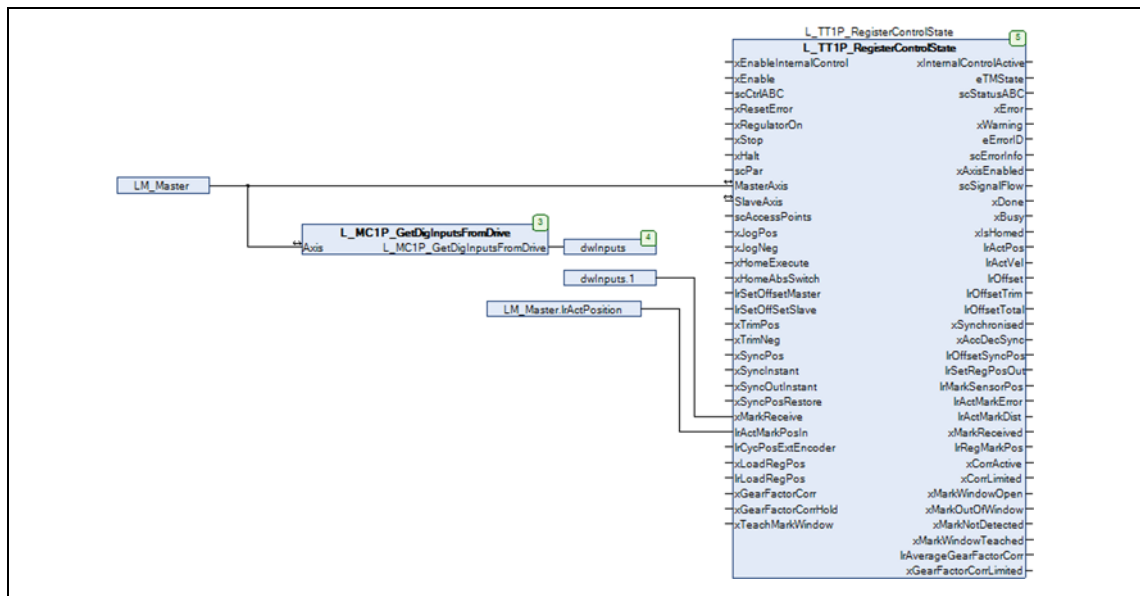 L_TT1P_RegisterControlState
5
L_TT1P_RegisterControlState
xEnableInternalControl
xEnable
scCtrlABC
xResetError
xRegulatorOn
xStop
xHalt
scPar
MasterAxis
SlaveAxis
scAccessPoints
xJogPos
xJogNeg
xHomeExecute
xHomeAbsSwitch
lrSetOffsetMaster
lrSetOffSetSlave
xTrimPos
xTrimNeg
xSyncPos
xSyncInstant
xSyncOutInstant
xSyncPosRestore
xMarkReceive
lrActMarkPosIn
lrCycPosExtEncoder
xLoadRegPos
lrLoadRegPos
xGearFactorCorr
xGearFactorCorrHold
xTeachMarkWindow
xInternalControlActive
eTMState
scStatusABC
xError
xWarning
eErrorID
scErrorInfo
xAxisEnabled
scSignalFlow
xDone
xBusy
xIsHomed
lrActPos
lrActVel
lrOffset
lrOffsetTrim
lrOffsetTotal
xSynchronised
xAccDecSync
lrOffsetSyncPos
lrSetRegPosOut
lrMarkSensorPos
lrActMarkError
lrActMarkDist
xMarkReceived
lrRegMarkPos
xCorrActive
xCorrLimited
xMarkWindowOpen
xMarkOutOfWindow
xMarkNotDetected
xMarkWindowTeached
lrAverageGearFactorCorr
xGearFactorCorrLimited
LM_Master
3
L_MC1P_GetDigInputsFromDrive
Axis
L_MC1P_GetDigInputsFromDrive
4
dwInputs
dwInputs.1
LM_Master.lrActPosition